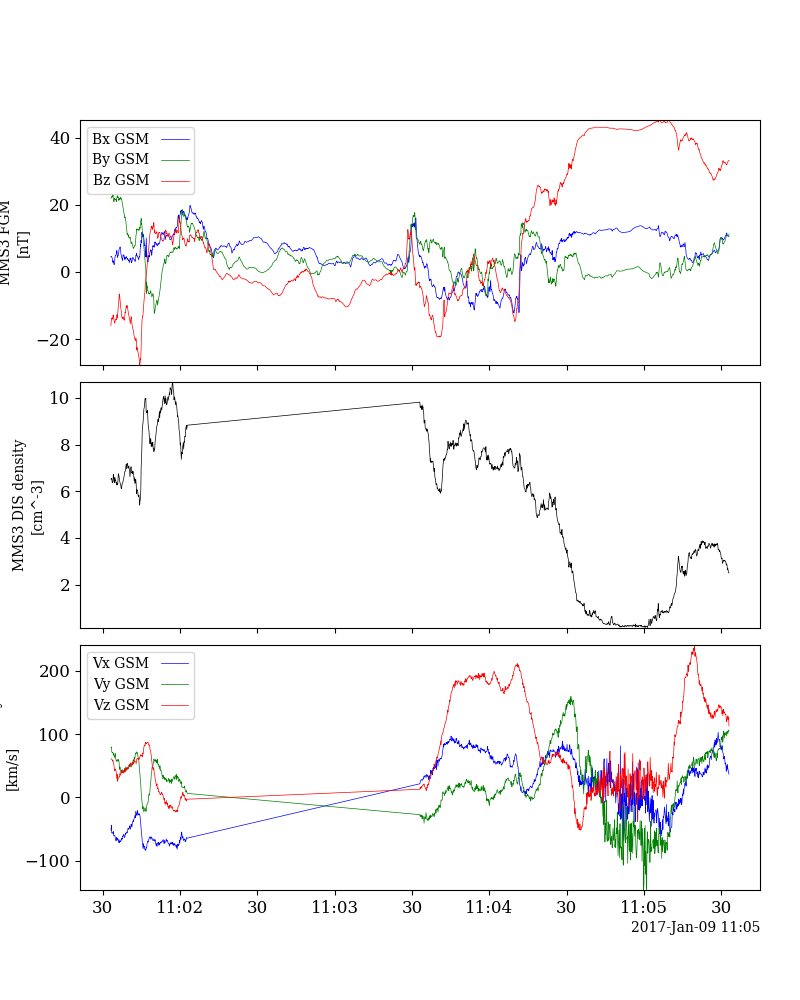 40
20
0
−20
MMS3 FGM
[nT]
Bx GSM
By GSM
Bz GSM
10
8
6
4
2
MMS3 DIS density
[cm^-3]
200
100
0
−100
[km/s]
Vx GSM
Vy GSM
Vz GSM
30 11:02 30 11:03 30 11:04 30 11:05 30
2017-Jan-09 11:05